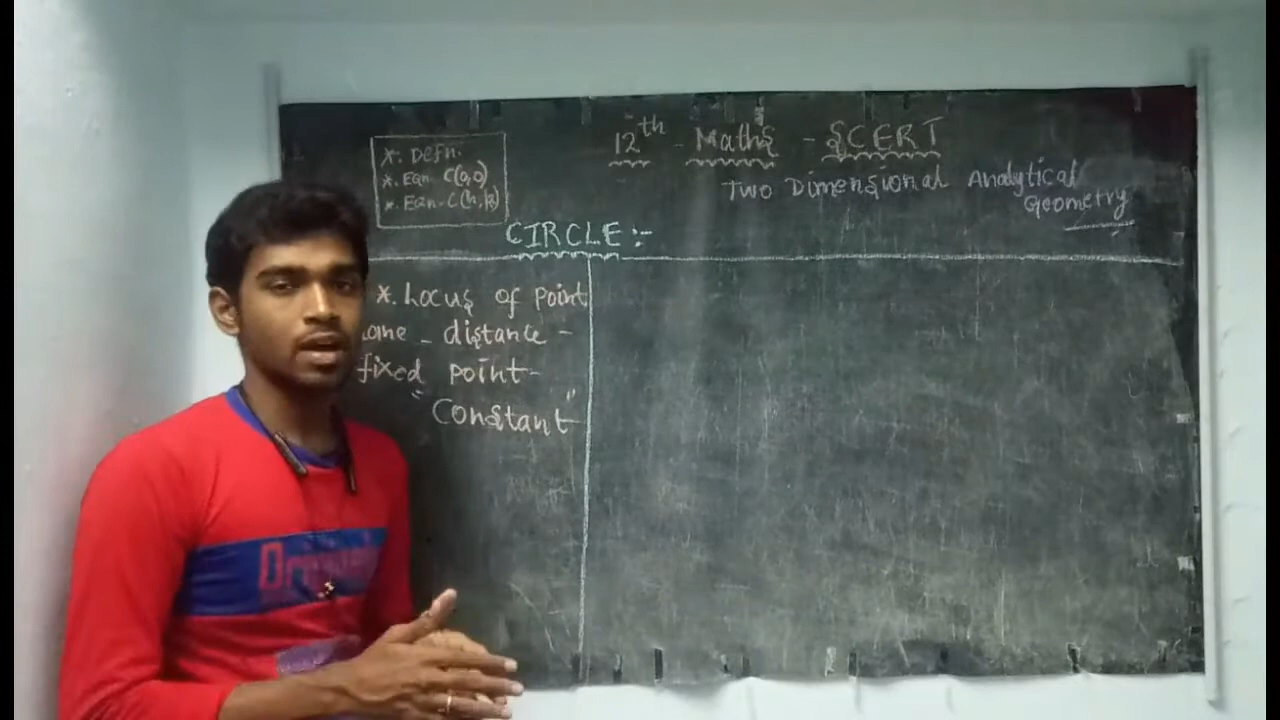 12th - Maths - SCERT
Two Dimensional Analytical
Geometry
*. Defn.
*. Eqn. C(0,0)
*. Eqn. C(h,k)
CIRCLE :-
*. Locus of point
distance -
fixed point -
"Constant"